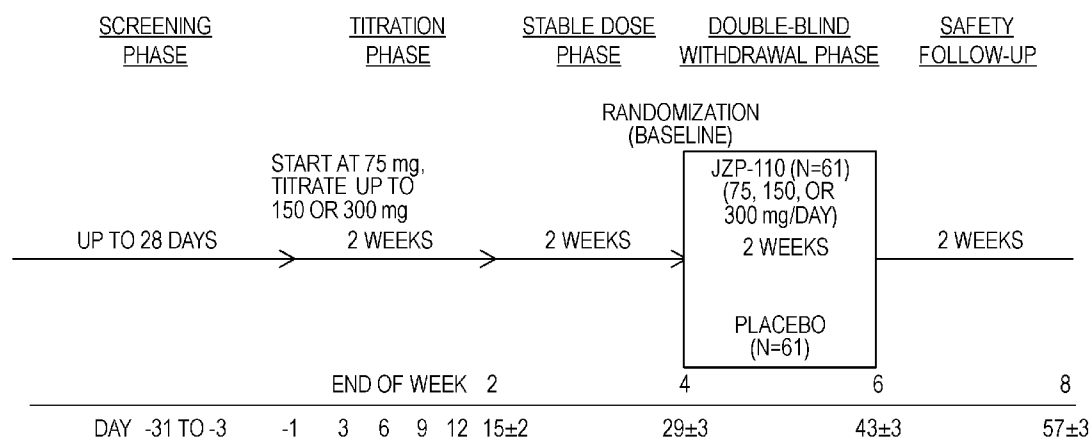 SCREENING PHASE
TITRATION PHASE
STABLE DOSE PHASE
DOUBLE-BLIND WITHDRAWAL PHASE
SAFETY FOLLOW-UP
RANDOMIZATION
(BASELINE)
START AT 75 mg,
TITRATE UP TO
150 OR 300 mg
JZP-110 (N=61)
(75, 150, OR
300 mg/DAY)
UP TO 28 DAYS
2 WEEKS
2 WEEKS
2 WEEKS
2 WEEKS
PLACEBO
(N=61)
END OF WEEK 2 4 6 8
DAY -31 TO -3 -1 3 6 9 12 15±2 29±3 43±3 57±3